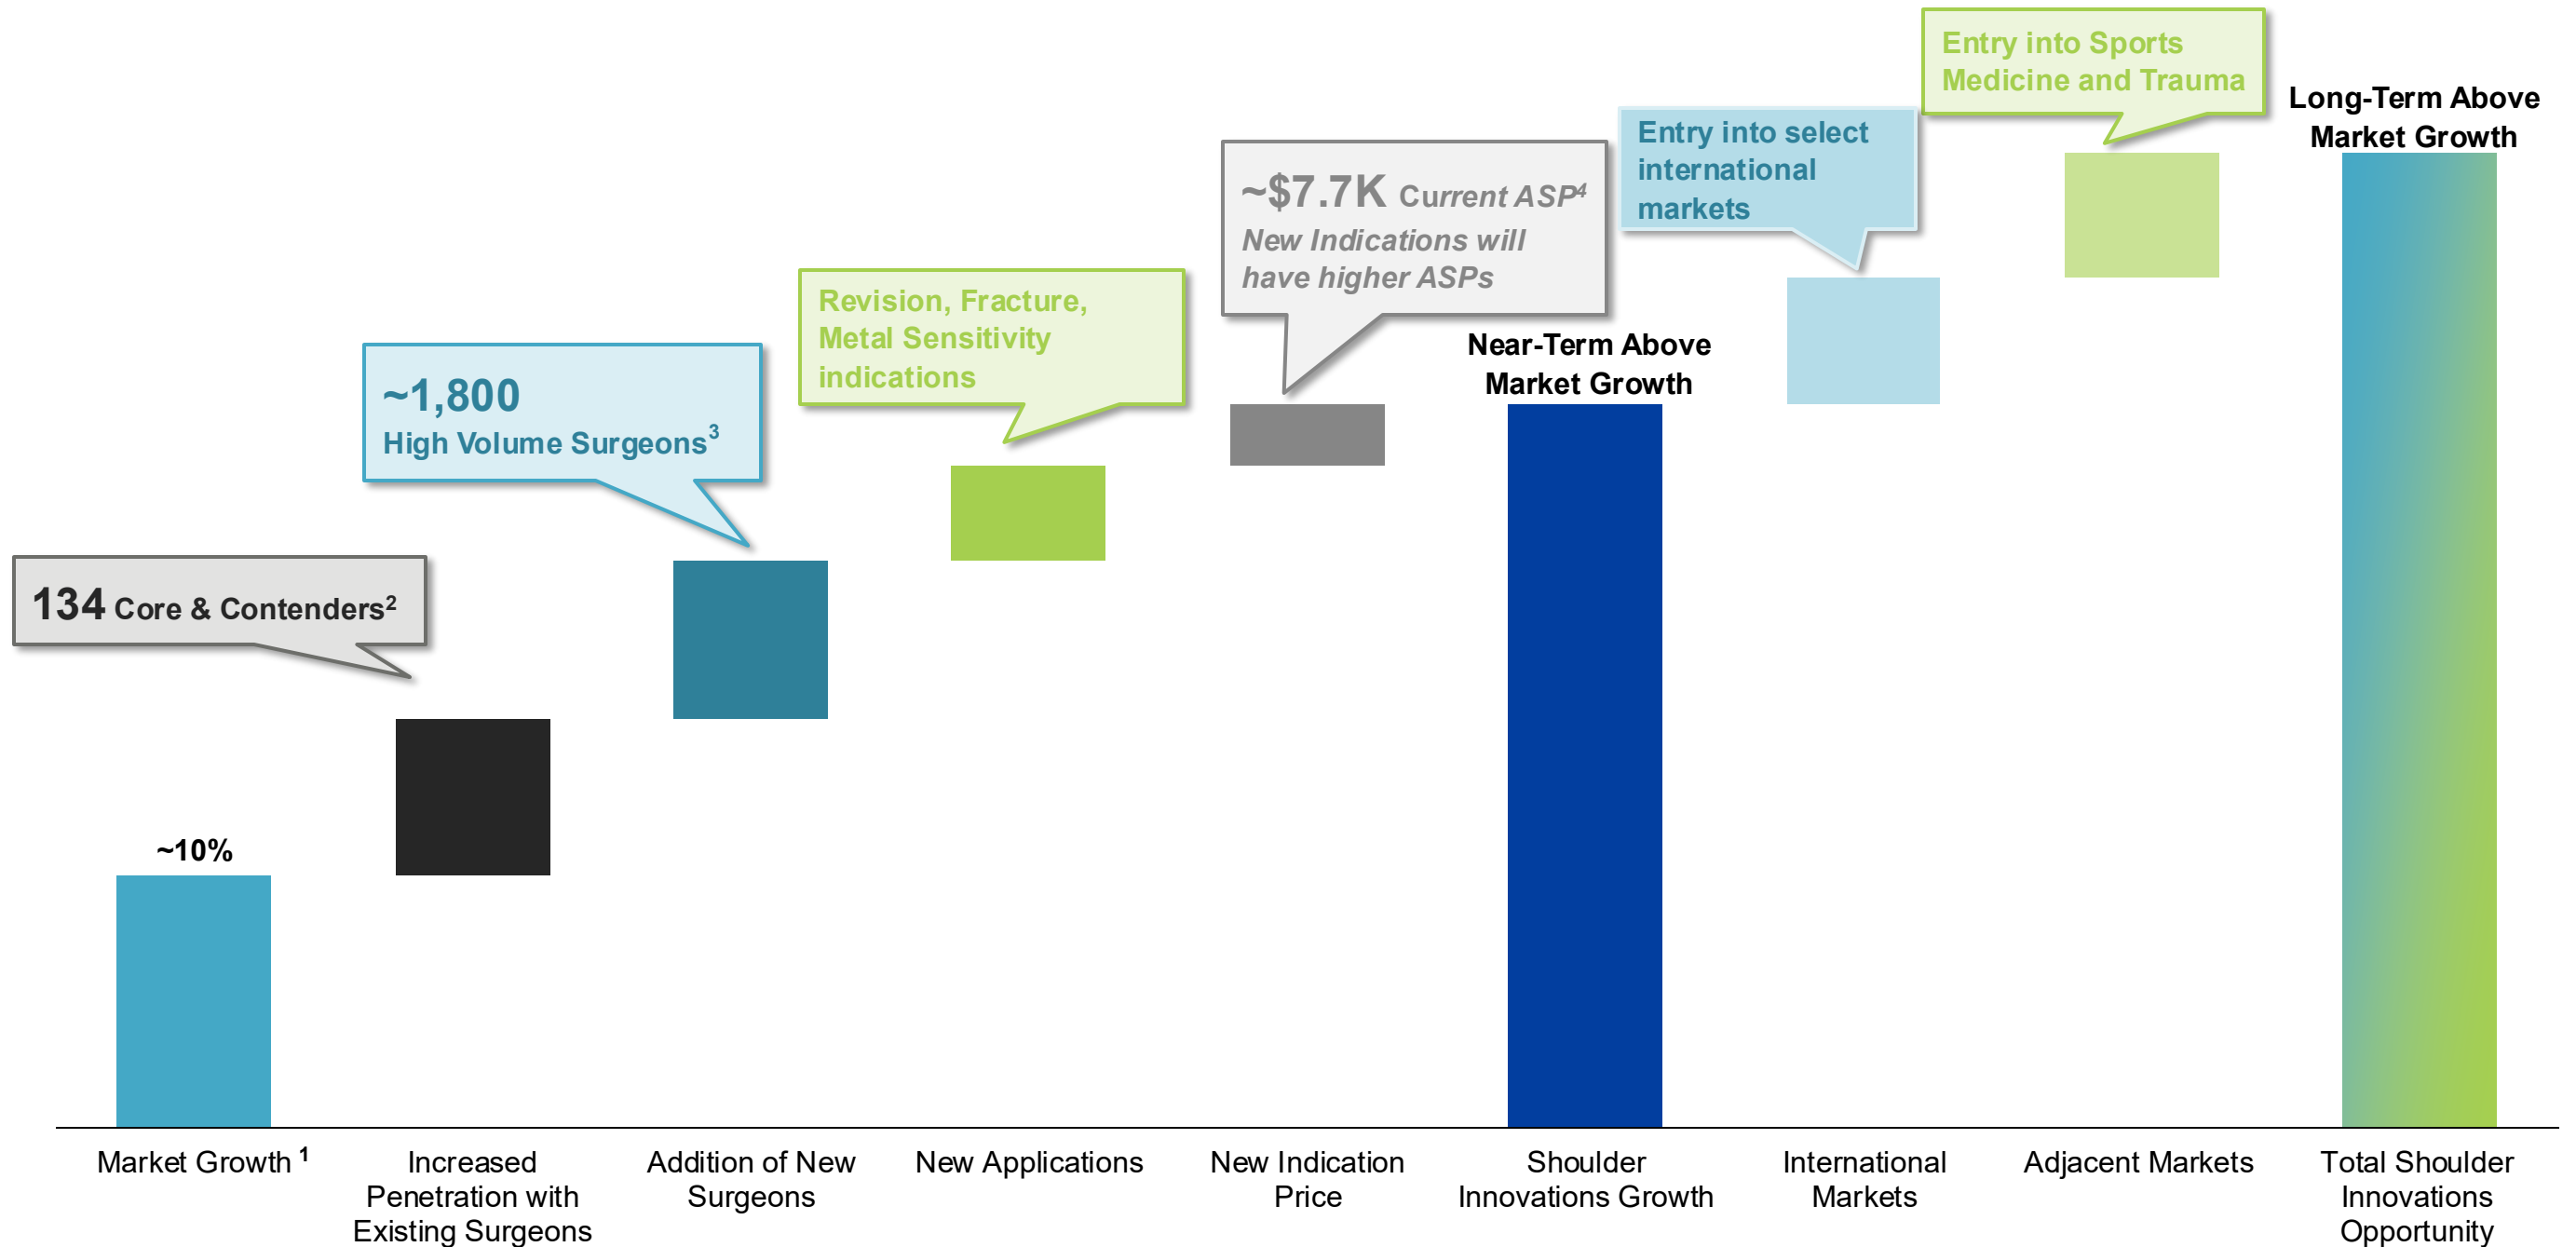 Entry into Sports
Medicine and Trauma
Long-Term Above
Market Growth
Entry into select
international
markets
~$7.7K Current ASP4
New Indications will
have higher ASPs
Near-Term Above
Market Growth
Revision, Fracture,
Metal Sensitivity
indications
~1,800
High Volume Surgeons3
134 Core & Contenders2
~10%
Market Growth 1
Increased
Penetration with
Existing Surgeons
Addition of New
Surgeons
New Applications
New Indication
Price
Shoulder
Innovations Growth
International
Markets
Adjacent Markets
Total Shoulder
Innovations
Opportunity